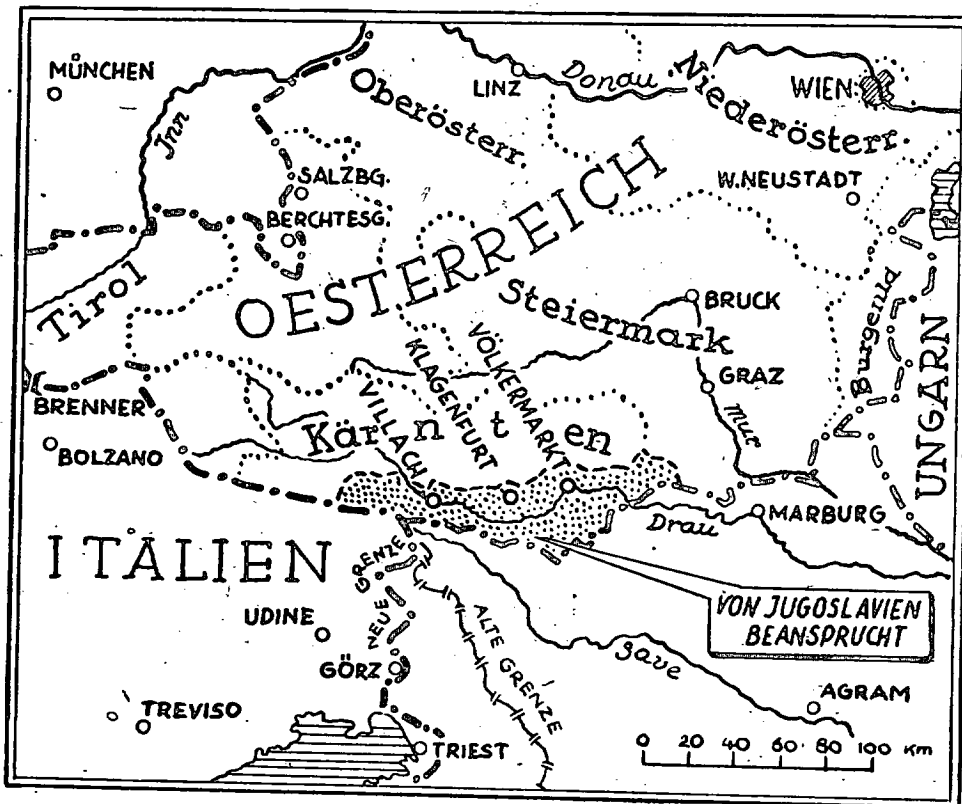 MÜNCHEN
Inn
LINZ
Donau
Oberösterr.
Niederösterr.
WIEN
SALZBG.
BERCHTESG.
W. NEUSTADT
Tirol
OESTERREICH
Steiermark
BRUCK
Burgenld
UNGARN
BRENNER
BOLZANO
VILLACH
KLAGENFURT
VÖLKERMARKT
Kärnten
GRAZ
Mur
MARBURG
Drau
ITALIEN
NEUE GRENZE
ALTE GRENZE
UDINE
GÖRZ
VON JUGOSLAVIEN
BEANSPRUCHT
Save
AGRAM
TREVISO
TRIEST
0 20 40 60 80 100 Km